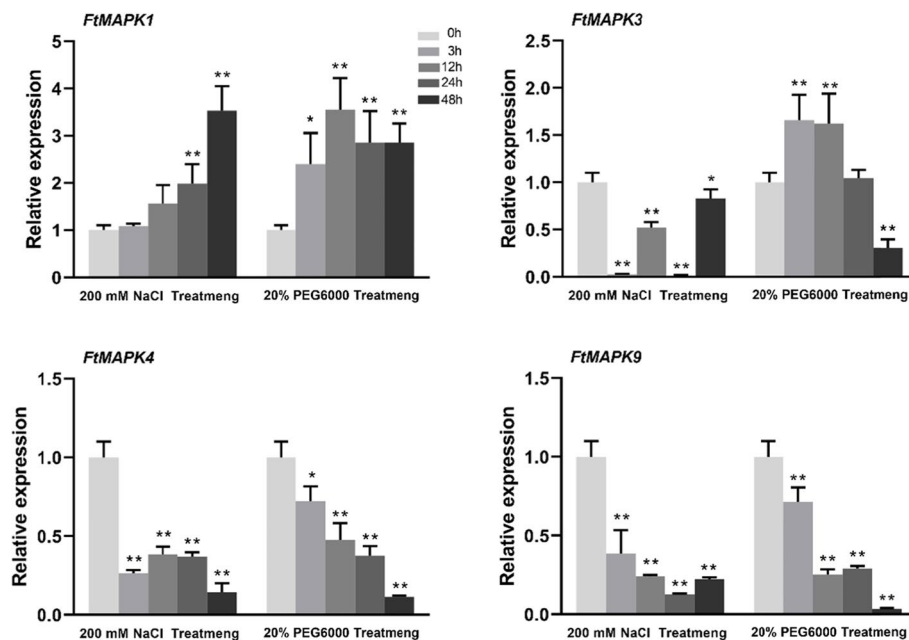 FtMAPK1
Relative expression
5
4
3
2
1
0
**
**
*
**
**
**
200 mM NaCl Treatmeng
20% PEG6000 Treatmeng
0h
3h
12h
24h
48h
FtMAPK3
Relative expression
2.5
2.0
1.5
1.0
0.5
0.0
**
**
**
*
**
**
**
200 mM NaCl Treatmeng
20% PEG6000 Treatmeng
FtMAPK4
Relative expression
1.5
1.0
0.5
0.0
**
**
**
**
*
**
**
**
200 mM NaCl Treatmeng
20% PEG6000 Treatmeng
FtMAPK9
Relative expression
1.5
1.0
0.5
0.0
**
**
**
**
**
**
**
**
200 mM NaCl Treatmeng
20% PEG6000 Treatmeng